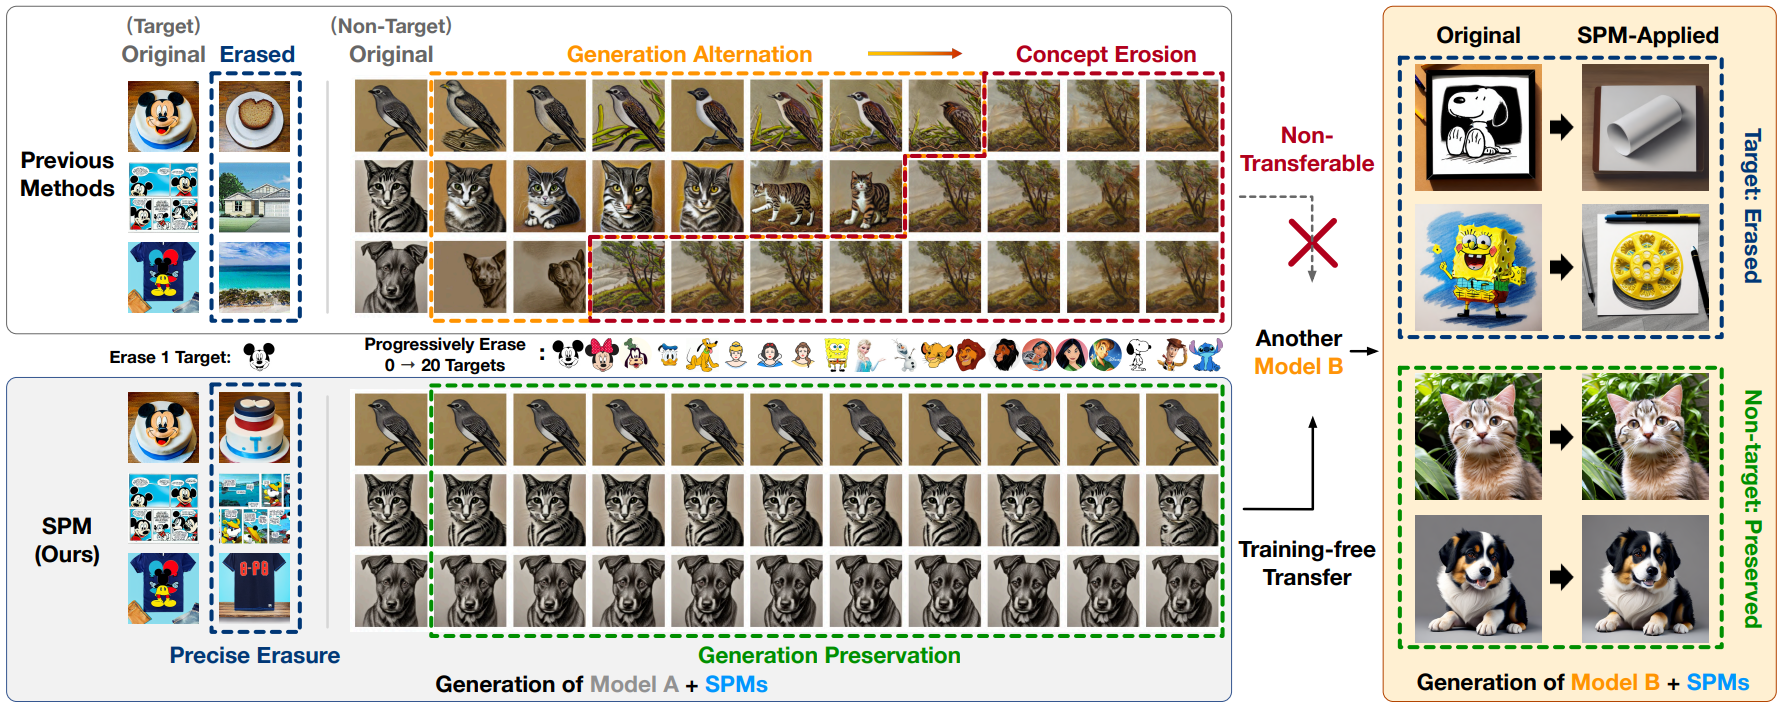 (Target)
Original
Erased
(Non-Target)
Original
Generation Alternation
Concept Erosion
Previous
Methods
Erase 1 Target:
Progressively Erase
0 → 20 Targets
:
SPM
(Ours)
T
Precise Erasure
Generation Preservation
Generation of Model A + SPMs
Non-
Transferable
Another
Model B
Training-free
Transfer
Original
SPM-Applied
Target: Erased
Non-target: Preserved
Generation of Model B + SPMs